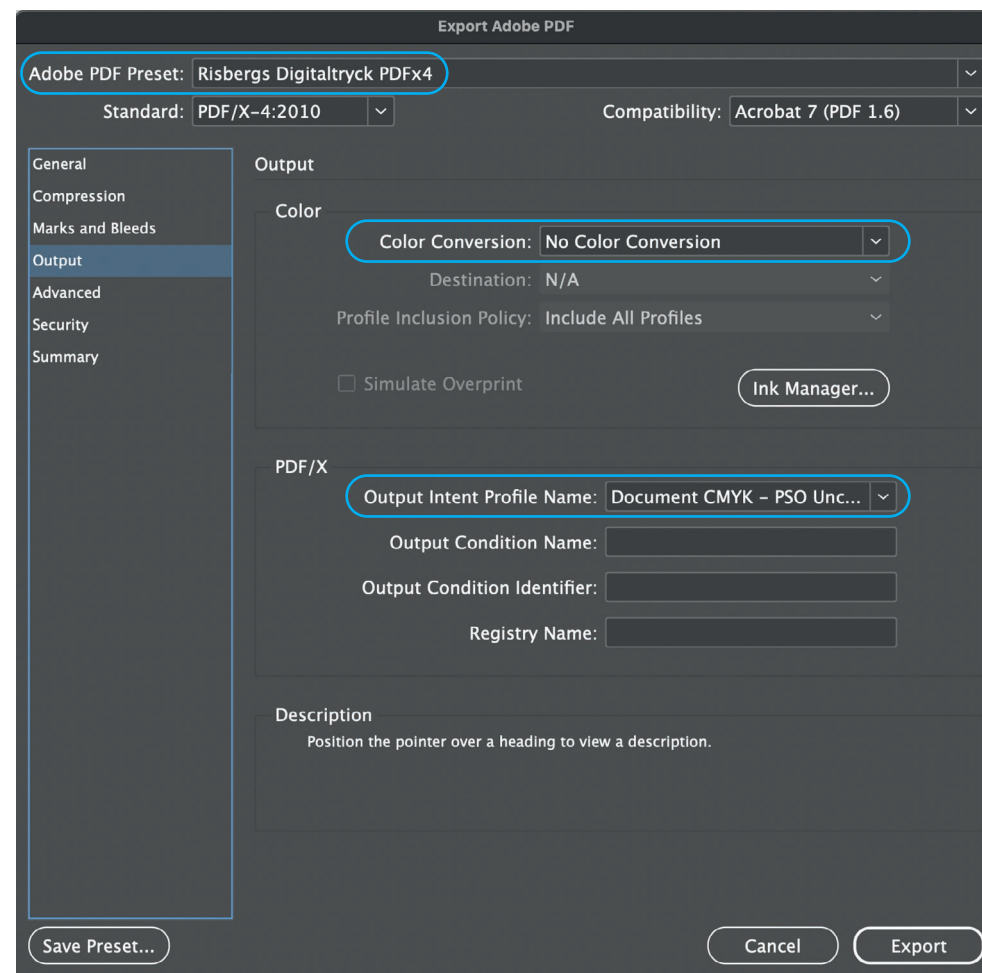 Export Adobe PDF
Adobe PDF Preset: Risbergs Digitaltryck PDFx4
Standard: PDF/X-4:2010 Compatibility: Acrobat 7 (PDF 1.6)
General
Compression
Marks and Bleeds
Output
Advanced
Security
Summary
Output
Color
Color Conversion: No Color Conversion
Destination: N/A
Profile Inclusion Policy: Include All Profiles
Simulate Overprint Ink Manager...
PDF/X
Output Intent Profile Name: Document CMYK - PSO Unc...
Output Condition Name:
Output Condition Identifier:
Registry Name:
Description
Position the pointer over a heading to view a description.
Save Preset... Cancel Export